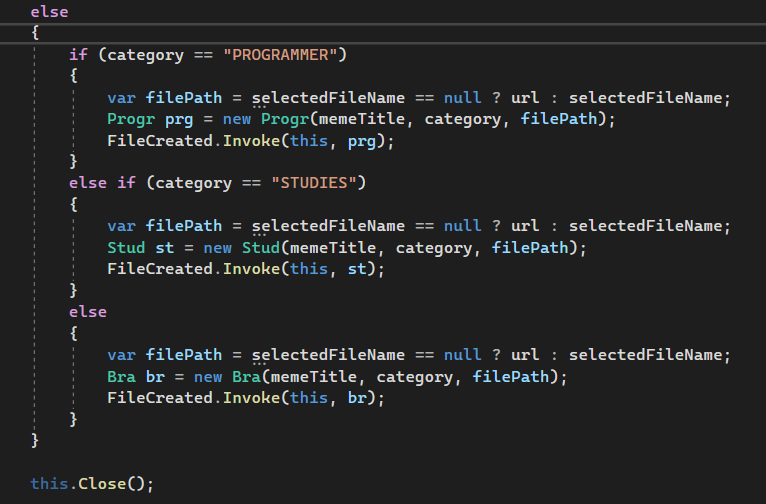 else
{
if (category == "PROGRAMMER")
{
var filePath = selectedFileName == null ? url : selectedFileName;
Progr prg = new Progr(memeTitle, category, filePath);
FileCreated.Invoke(this, prg);
}
else if (category == "STUDIES")
{
var filePath = selectedFileName == null ? url : selectedFileName;
Stud st = new Stud(memeTitle, category, filePath);
FileCreated.Invoke(this, st);
}
else
{
var filePath = selectedFileName == null ? url : selectedFileName;
Bra br = new Bra(memeTitle, category, filePath);
FileCreated.Invoke(this, br);
}
}
this.Close();